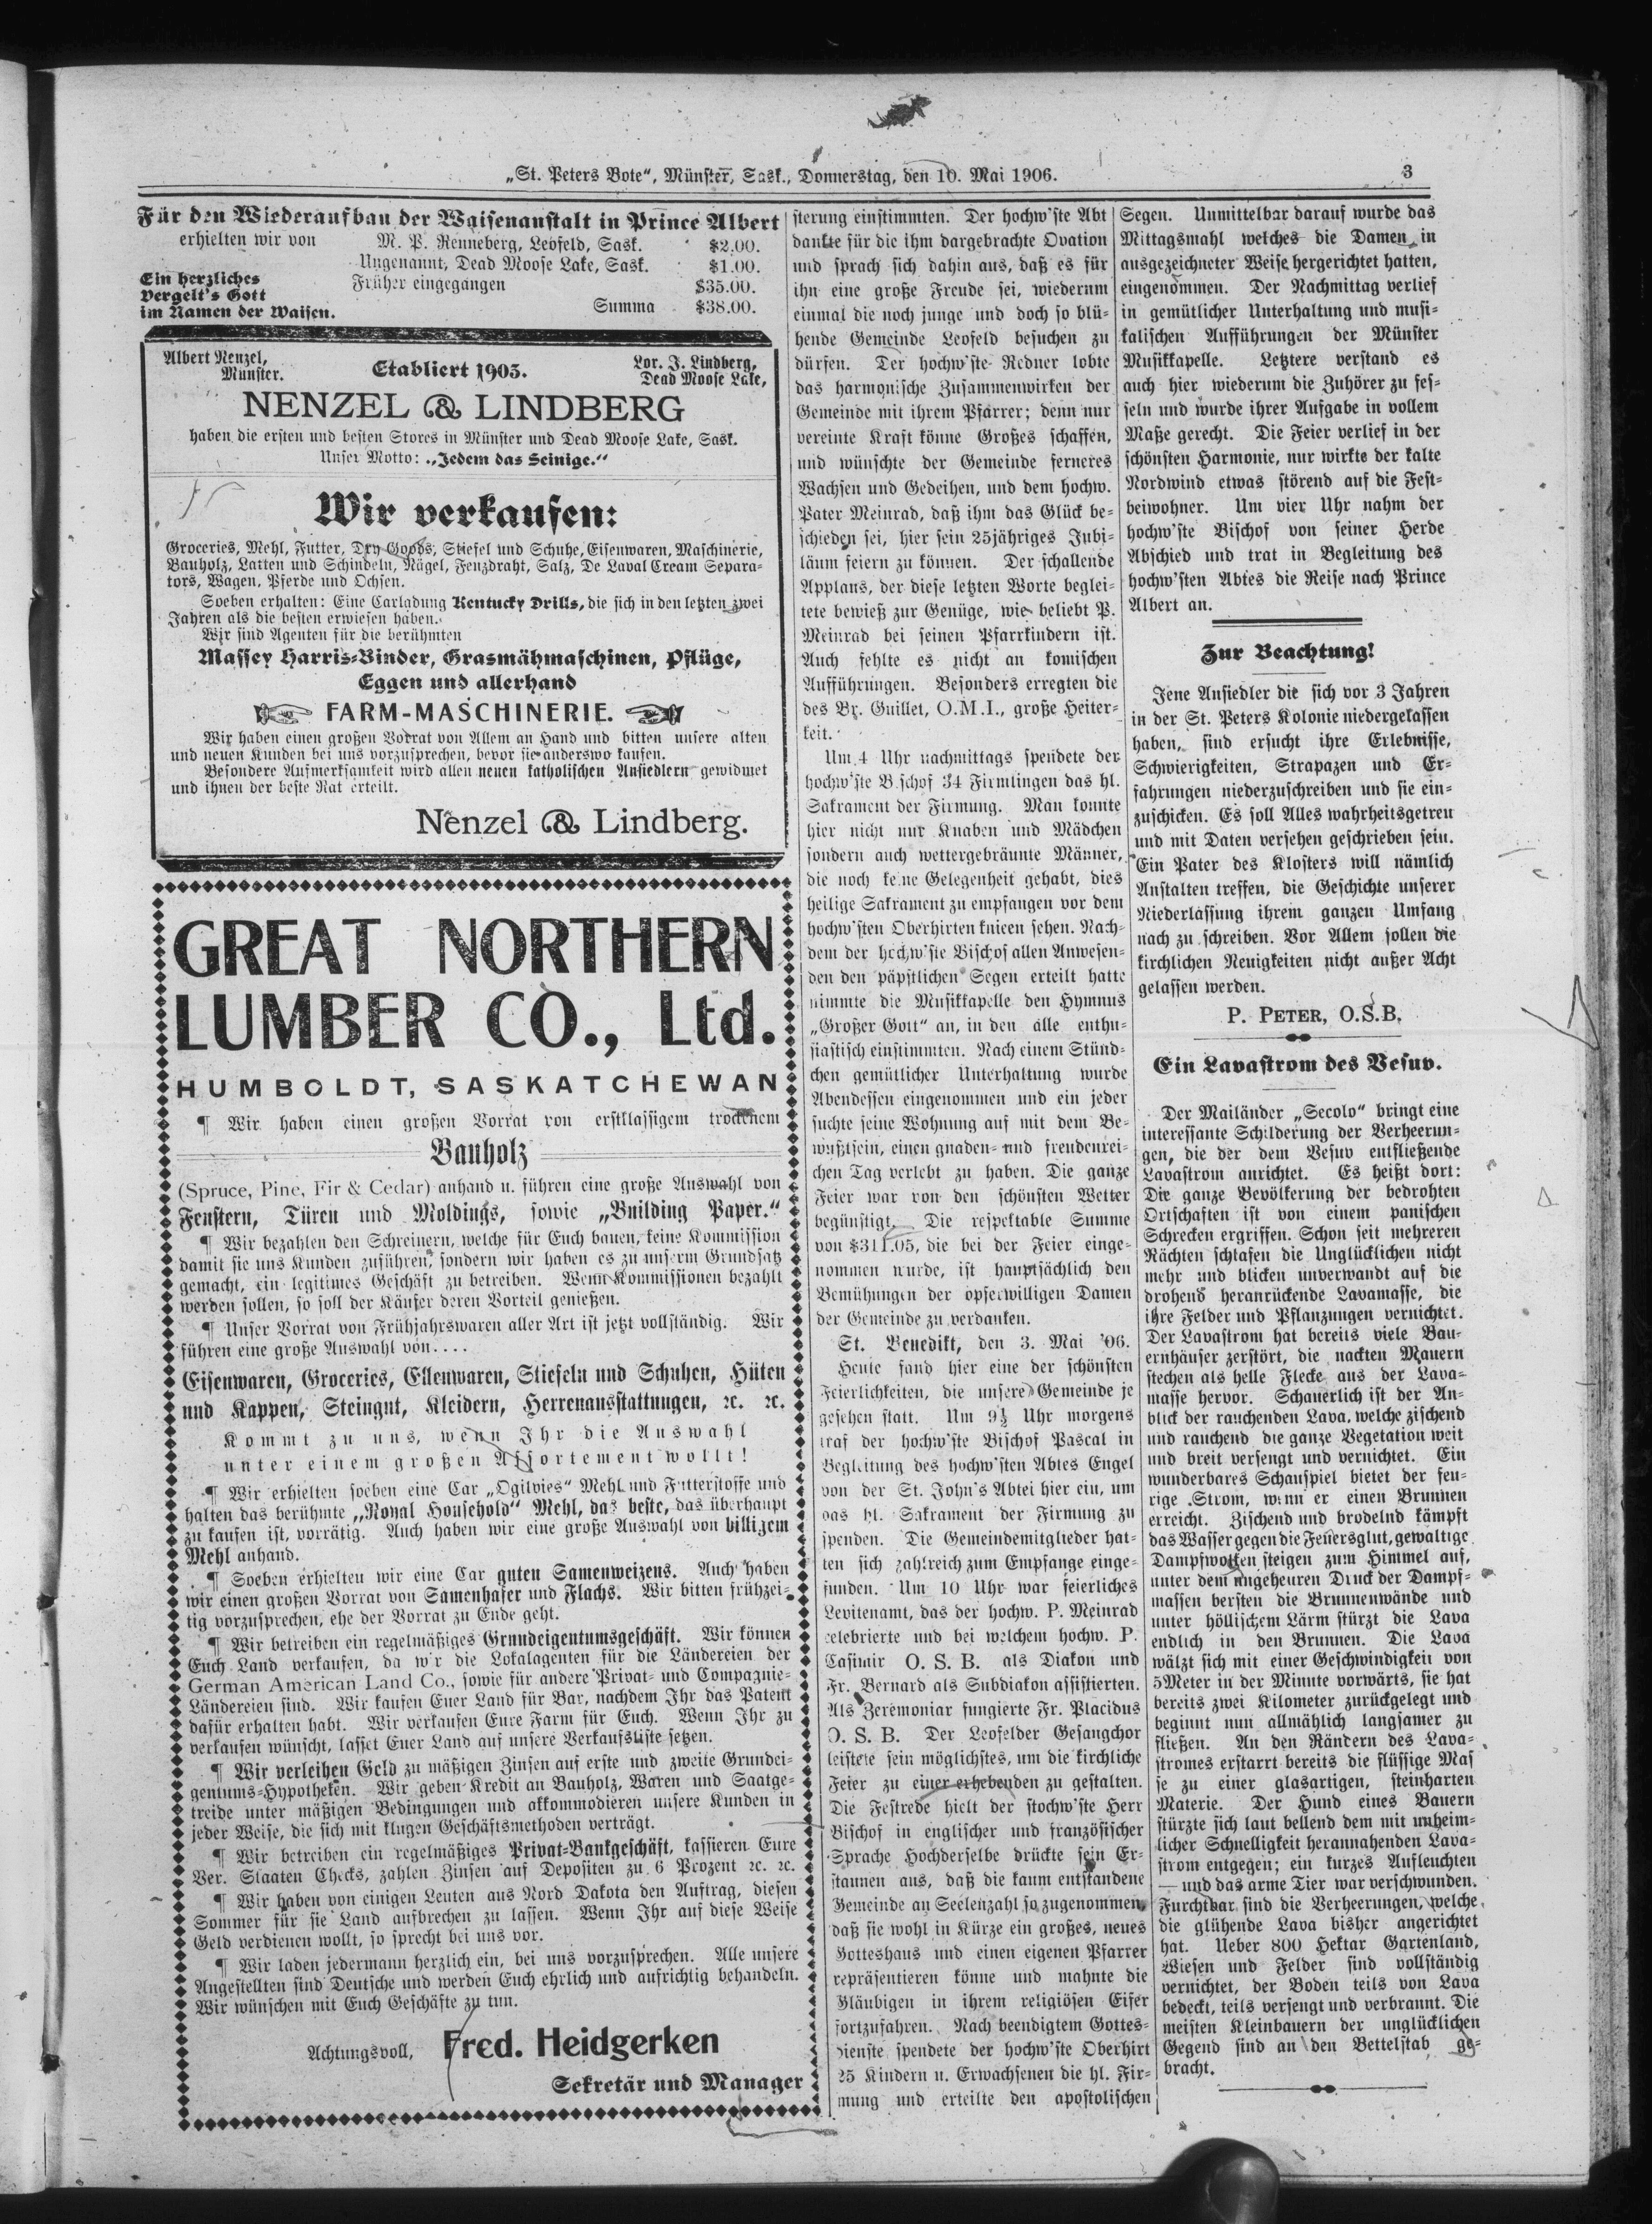 „St. Peters Bote“, Münster, Sask., Donnerstag, den 10. Mai 1906.
3
Für den Wiederaufbau der Waisenanstalt in Prince Albert
erhielten wir von M. P. Renneberg, Leofeld, Sask. $2.00.
Ungenannt, Dead Moose Lake, Sask. $1.00.
Früher eingegangen $35.00.
Summa $38.00.
Ein herzliches
Vergelt's Gott
im Namen der Waisen.
Albert Nenzel,
Münster.
Etabliert 1903.
Lor. J. Lindberg,
Dead Moose Lake,
NENZEL & LINDBERG
haben die ersten und besten Stores in Münster und Dead Moose Lake, Sask.
Unser Motto: „Jedem das Seinige.“
Wir verkaufen:
Groceries, Mehl, Futter, Dry Goods, Stiefel und Schuhe, Eisenwaren, Maschinerie,
Bauholz, Latten und Schindeln, Nägel, Fenzdraht, Salz, De Laval Cream Separa-
tors, Wagen, Pferde und Ochsen.
Soeben erhalten: Eine Carladung Kentucky Drills, die sich in den letzten zwei
Jahren als die besten erwiesen haben.
Wir sind Agenten für die berühmten
Massey Harris-Binder, Grasmähmaschinen, Pflüge,
Eggen und allerhand
FARM-MASCHINERIE.
Wir haben einen großen Vorrat von Allem an Hand und bitten unsere alten
und neuen Kunden bei uns vorzusprechen, bevor sie anderswo kaufen.
Besondere Aufmerksamkeit wird allen neuen katholischen Ansiedlern gewidmet
und ihnen der beste Rat erteilt.
Nenzel & Lindberg.
GREAT NORTHERN
LUMBER CO., Ltd.
HUMBOLDT, SASKATCHEWAN
¶ Wir haben einen großen Vorrat von erstklassigem trockenem
Bauholz
(Spruce, Pine, Fir & Cedar) anhand u. führen eine große Auswahl von
Fenstern, Türen und Moldings, sowie „Building Paper.“
¶ Wir bezahlen den Schreinern, welche für Euch bauen, keine Kommission
damit sie uns Kunden zuführen, sondern wir haben es zu unserm Grundsatz
gemacht, ein legitimes Geschäft zu betreiben. Wenn Kommissionen bezahlt
werden sollen, so soll der Käufer deren Vorteil genießen.
¶ Unser Vorrat von Frühjahrswaren aller Art ist jetzt vollständig. Wir
führen eine große Auswahl von....
Eisenwaren, Groceries, Ellenwaren, Stiefeln und Schuhen, Hüten
und Kappen, Steingut, Kleidern, Herrenausstattungen, ꝛc. ꝛc.
Kommt zu uns, wenn Ihr die Auswahl
unter einem großen Assortement wollt!
¶ Wir erhielten soeben eine Car „Ogilvies“ Mehl und Futterstoffe und
halten das berühmte „Royal Household“ Mehl, das beste, das überhaupt
zu kaufen ist, vorrätig. Auch haben wir eine große Auswahl von billigem
Mehl anhand.
¶ Soeben erhielten wir eine Car guten Samenweizens. Auch haben
wir einen großen Vorrat von Samenhafer und Flachs. Wir bitten frühzei-
tig vorzusprechen, ehe der Vorrat zu Ende geht.
¶ Wir betreiben ein regelmäßiges Grundeigentumsgeschäft. Wir können
Euch Land verkaufen, da wir die Lokalagenten für die Ländereien der
German American Land Co., sowie für andere Privat- und Compagnie-
Ländereien sind. Wir kaufen Euer Land für Bar, nachdem Ihr das Patent
dafür erhalten habt. Wir verkaufen Eure Farm für Euch. Wenn Ihr zu
verkaufen wünscht, lasset Euer Land auf unsere Verkaufsliste setzen.
¶ Wir verleihen Geld zu mäßigen Zinsen auf erste und zweite Grundei-
gentums-Hypotheken. Wir geben Kredit an Bauholz, Waren und Saatge-
treide unter mäßigen Bedingungen und akkommodieren unsere Kunden in
jeder Weise, die sich mit klugen Geschäftsmethoden verträgt.
¶ Wir betreiben ein regelmäßiges Privat-Bankgeschäft, kassieren Eure
Ver. Staaten Checks, zahlen Zinsen auf Depositen zu 6 Prozent ꝛc. ꝛc.
¶ Wir haben von einigen Leuten aus Nord Dakota den Auftrag, diesen
Sommer für sie Land aufbrechen zu lassen. Wenn Ihr auf diese Weise
Geld verdienen wollt, so sprecht bei uns vor.
¶ Wir laden jedermann herzlich ein, bei uns vorzusprechen. Alle unsere
Angestellten sind Deutsche und werden Euch ehrlich und aufrichtig behandeln.
Wir wünschen mit Euch Geschäfte zu tun.
Achtungsvoll, Fred. Heidgerken
Sekretär und Manager
sterung einstimmten. Der hochw'ste Abt
dankte für die ihm dargebrachte Ovation
und sprach sich dahin aus, daß es für
ihn eine große Freude sei, wiederum
einmal die noch junge und doch so blü-
hende Gemeinde Leofeld besuchen zu
dürfen. Der hochw'ste Redner lobte
das harmonische Zusammenwirken der
Gemeinde mit ihrem Pfarrer; denn nur
vereinte Kraft könne Großes schaffen,
und wünschte der Gemeinde ferneres
Wachsen und Gedeihen, und dem hochw.
Pater Meinrad, daß ihm das Glück be-
schieden sei, hier sein 25jähriges Jubi-
läum feiern zu können. Der schallende
Applaus, der diese letzten Worte beglei-
tete bewieß zur Genüge, wie beliebt P.
Meinrad bei seinen Pfarrkindern ist.
Auch fehlte es nicht an komischen
Aufführungen. Besonders erregten die
des Br. Guillet, O.M.I., große Heiter-
keit.
Um 4 Uhr nachmittags spendete der
hochw'ste Bischof 34 Firmlingen das hl.
Sakrament der Firmung. Man konnte
hier nicht nur Knaben und Mädchen
sondern auch wettergebräunte Männer,
die noch keine Gelegenheit gehabt, dies
heilige Sakrament zu empfangen vor dem
hochw'sten Oberhirten knieen sehen. Nach-
dem der hochw'ste Bischof allen Anwesen-
den den päpstlichen Segen erteilt hatte
nimmte die Musikkapelle den Hymnus
„Großer Gott“ an, in den alle enthu-
siastisch einstimmten. Nach einem Stünd-
chen gemütlicher Unterhaltung wurde
Abendessen eingenommen und ein jeder
suchte seine Wohnung auf mit dem Be-
wußtsein, einen gnaden- und freudenrei-
chen Tag verlebt zu haben. Die ganze
Feier war von den schönsten Wetter
begünstigt. Die respektable Summe
von $311.05, die bei der Feier einge-
nommen wurde, ist hauptsächlich den
Bemühungen der opferwilligen Damen
der Gemeinde zu verdanken.
St. Benedikt, den 3. Mai '06.
Heute fand hier eine der schönsten
Feierlichkeiten, die unsere Gemeinde je
gesehen statt. Um 9½ Uhr morgens
traf der hochw'ste Bischof Pascal in
Begleitung des hochw'sten Abtes Engel
von der St. John's Abtei hier ein, um
das hl. Sakrament der Firmung zu
spenden. Die Gemeindemitglieder hat-
ten sich zahlreich zum Empfange einge-
funden. Um 10 Uhr war feierliches
Levitenamt, das der hochw. P. Meinrad
celebrierte und bei welchem hochw. P.
Casimir O. S. B. als Diakon und
Fr. Bernard als Subdiakon assistierten.
Als Zeremoniar fungierte Fr. Placidus
O. S. B. Der Leofelder Gesangchor
leistete sein möglichstes, um die kirchliche
Feier zu einer erhebenden zu gestalten.
Die Festrede hielt der stochw'ste Herr
Bischof in englischer und französischer
Sprache Hochderselbe drückte sein Er-
staunen aus, daß die kaum entstandene
Gemeinde an Seelenzahl so zugenommen,
daß sie wohl in Kürze ein großes, neues
Gotteshaus und einen eigenen Pfarrer
repräsentieren könne und mahnte die
Gläubigen in ihrem religiösen Eifer
fortzufahren. Nach beendigtem Gottes-
dienste spendete der hochw'ste Oberhirt
25 Kindern u. Erwachsenen die hl. Fir-
mung und erteilte den apostolischen
Segen. Unmittelbar darauf wurde das
Mittagsmahl welches die Damen in
ausgezeichneter Weise hergerichtet hatten,
eingenommen. Der Nachmittag verlief
in gemütlicher Unterhaltung und musi-
kalischen Aufführungen der Münster
Musikkapelle. Letztere verstand es
auch hier wiederum die Zuhörer zu fes-
seln und wurde ihrer Aufgabe in vollem
Maße gerecht. Die Feier verlief in der
schönsten Harmonie, nur wirkte der kalte
Nordwind etwas störend auf die Fest-
beiwohner. Um vier Uhr nahm der
hochw'ste Bischof von seiner Herde
Abschied und trat in Begleitung des
hochw'sten Abtes die Reise nach Prince
Albert an.
Zur Beachtung!
Jene Ansiedler die sich vor 3 Jahren
in der St. Peters Kolonie niedergelassen
haben, sind ersucht ihre Erlebnisse,
Schwierigkeiten, Strapazen und Er-
fahrungen niederzuschreiben und sie ein-
zuschicken. Es soll Alles wahrheitsgetreu
und mit Daten versehen geschrieben sein.
Ein Pater des Klosters will nämlich
Anstalten treffen, die Geschichte unserer
Niederlassung ihrem ganzen Umfang
nach zu schreiben. Vor Allem sollen die
kirchlichen Neuigkeiten nicht außer Acht
gelassen werden.
P. PETER, O.S.B.
Ein Lavastrom des Vesuv.
Der Mailänder „Secolo“ bringt eine
interessante Schilderung der Verheerun-
gen, die der dem Vesuv entfließende
Lavastrom anrichtet. Es heißt dort:
Die ganze Bevölkerung der bedrohten
Ortschaften ist von einem panischen
Schrecken ergriffen. Schon seit mehreren
Nächten schlafen die Unglücklichen nicht
mehr und blicken unverwandt auf die
drohend heranrückende Lavamasse, die
ihre Felder und Pflanzungen vernichtet.
Der Lavastrom hat bereits viele Bau-
ernhäuser zerstört, die nackten Mauern
stechen als helle Flecke aus der Lava-
masse hervor. Schauerlich ist der An-
blick der rauchenden Lava, welche zischend
und rauchend die ganze Vegetation weit
und breit versengt und vernichtet. Ein
wunderbares Schauspiel bietet der feu-
rige Strom, wenn er einen Brunnen
erreicht. Zischend und brodelnd kämpft
das Wasser gegen die Feuersglut, gewaltige
Dampfwolken steigen zum Himmel auf,
unter dem ungeheuren Druck der Dampf-
massen bersten die Brunnenwände und
unter höllischem Lärm stürzt die Lava
endlich in den Brunnen. Die Lava
wälzt sich mit einer Geschwindigkeit von
5 Meter in der Minute vorwärts, sie hat
bereits zwei Kilometer zurückgelegt und
beginnt nun allmählich langsamer zu
fließen. An den Rändern des Lava-
stromes erstarrt bereits die flüssige Mas
se zu einer glasartigen, steinharten
Materie. Der Hund eines Bauern
stürzte sich laut bellend dem mit unheim-
licher Schnelligkeit herannahenden Lava-
strom entgegen; ein kurzes Aufleuchten
— und das arme Tier war verschwunden.
Furchtbar sind die Verheerungen, welche
die glühende Lava bisher angerichtet
hat. Ueber 800 Hektar Gartenland,
Wiesen und Felder sind vollständig
vernichtet, der Boden teils von Lava
bedeckt, teils versengt und verbrannt. Die
meisten Kleinbauern der unglücklichen
Gegend sind an den Bettelstab ge-
bracht.